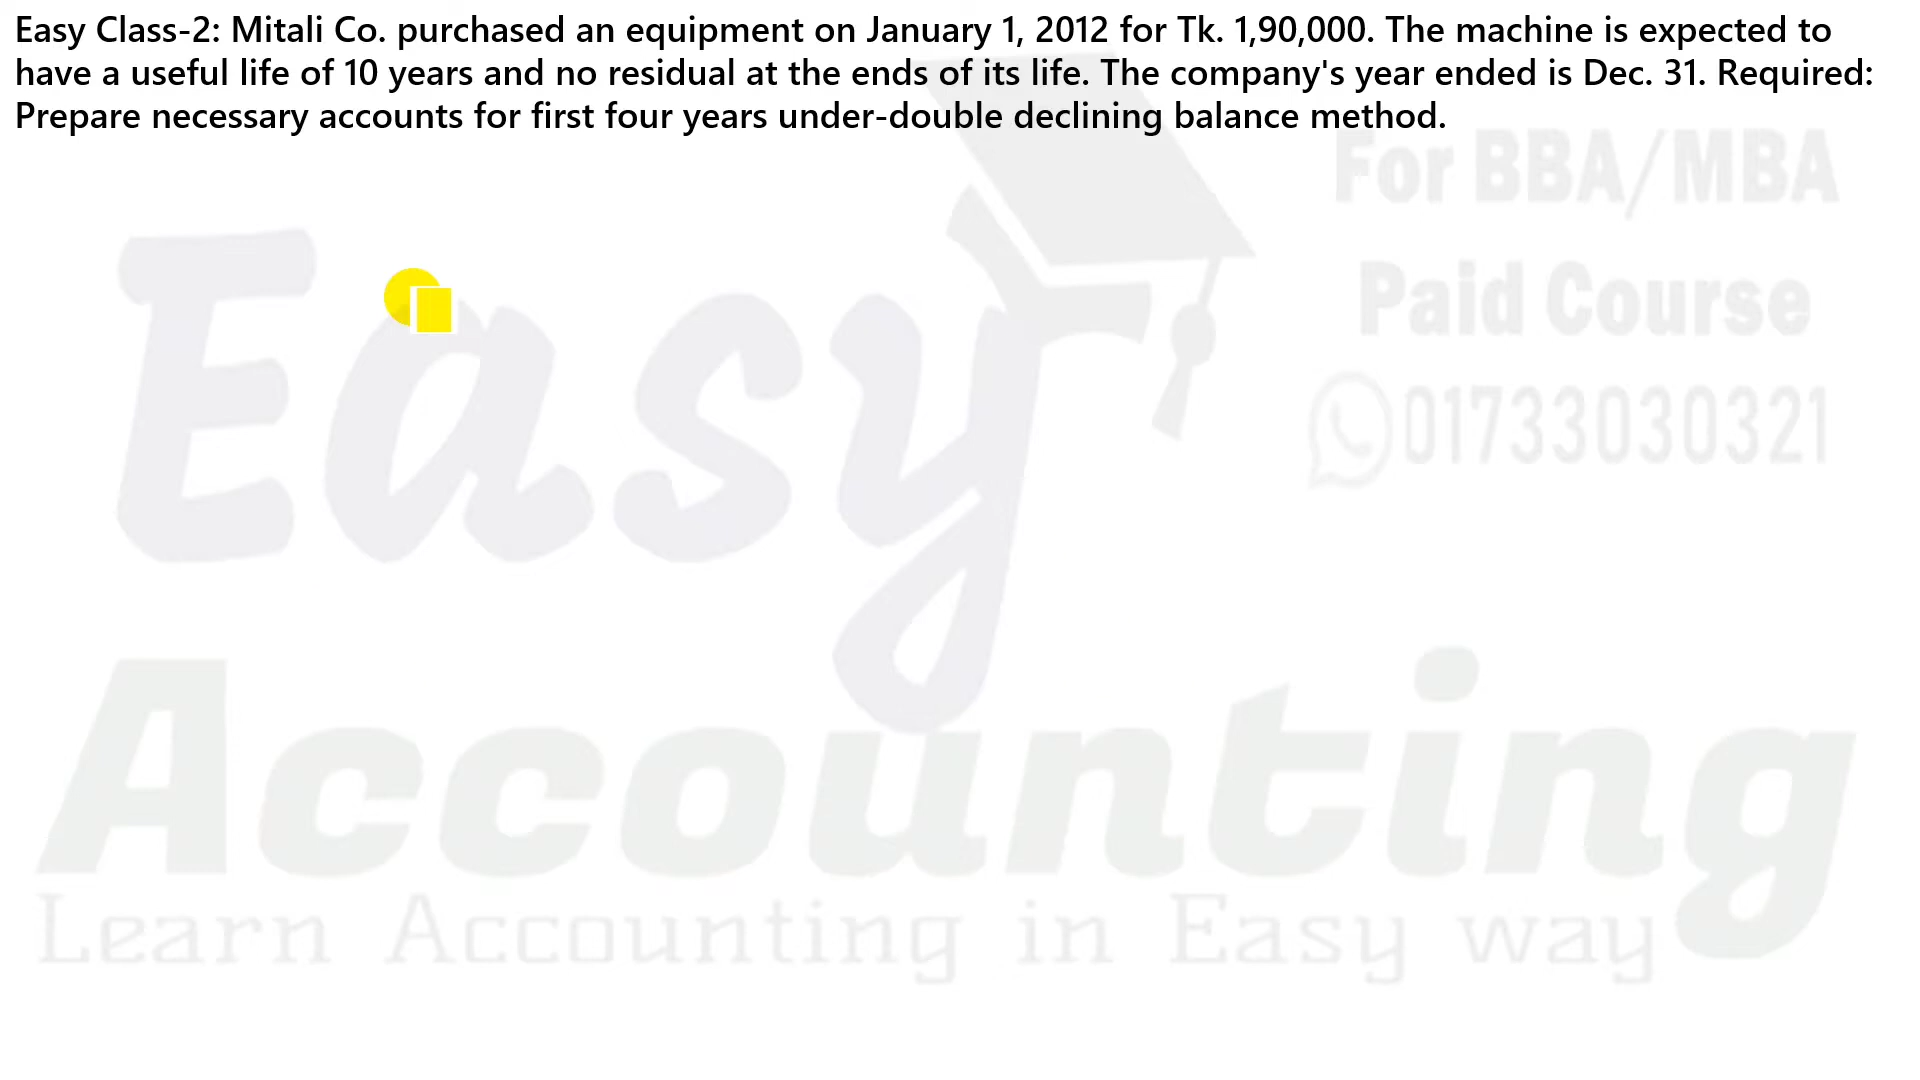 Easy Class-2: Mitali Co. purchased an equipment on January 1, 2012 for Tk. 1,90,000. The machine is expected to
have a useful life of 10 years and no residual at the ends of its life. The company's year ended is Dec. 31. Required:
Prepare necessary accounts for first four years under-double declining balance method.
For BBA/MBA
Paid Course
01733030321
Easy
Accounting
Learn Accounting in Easy way